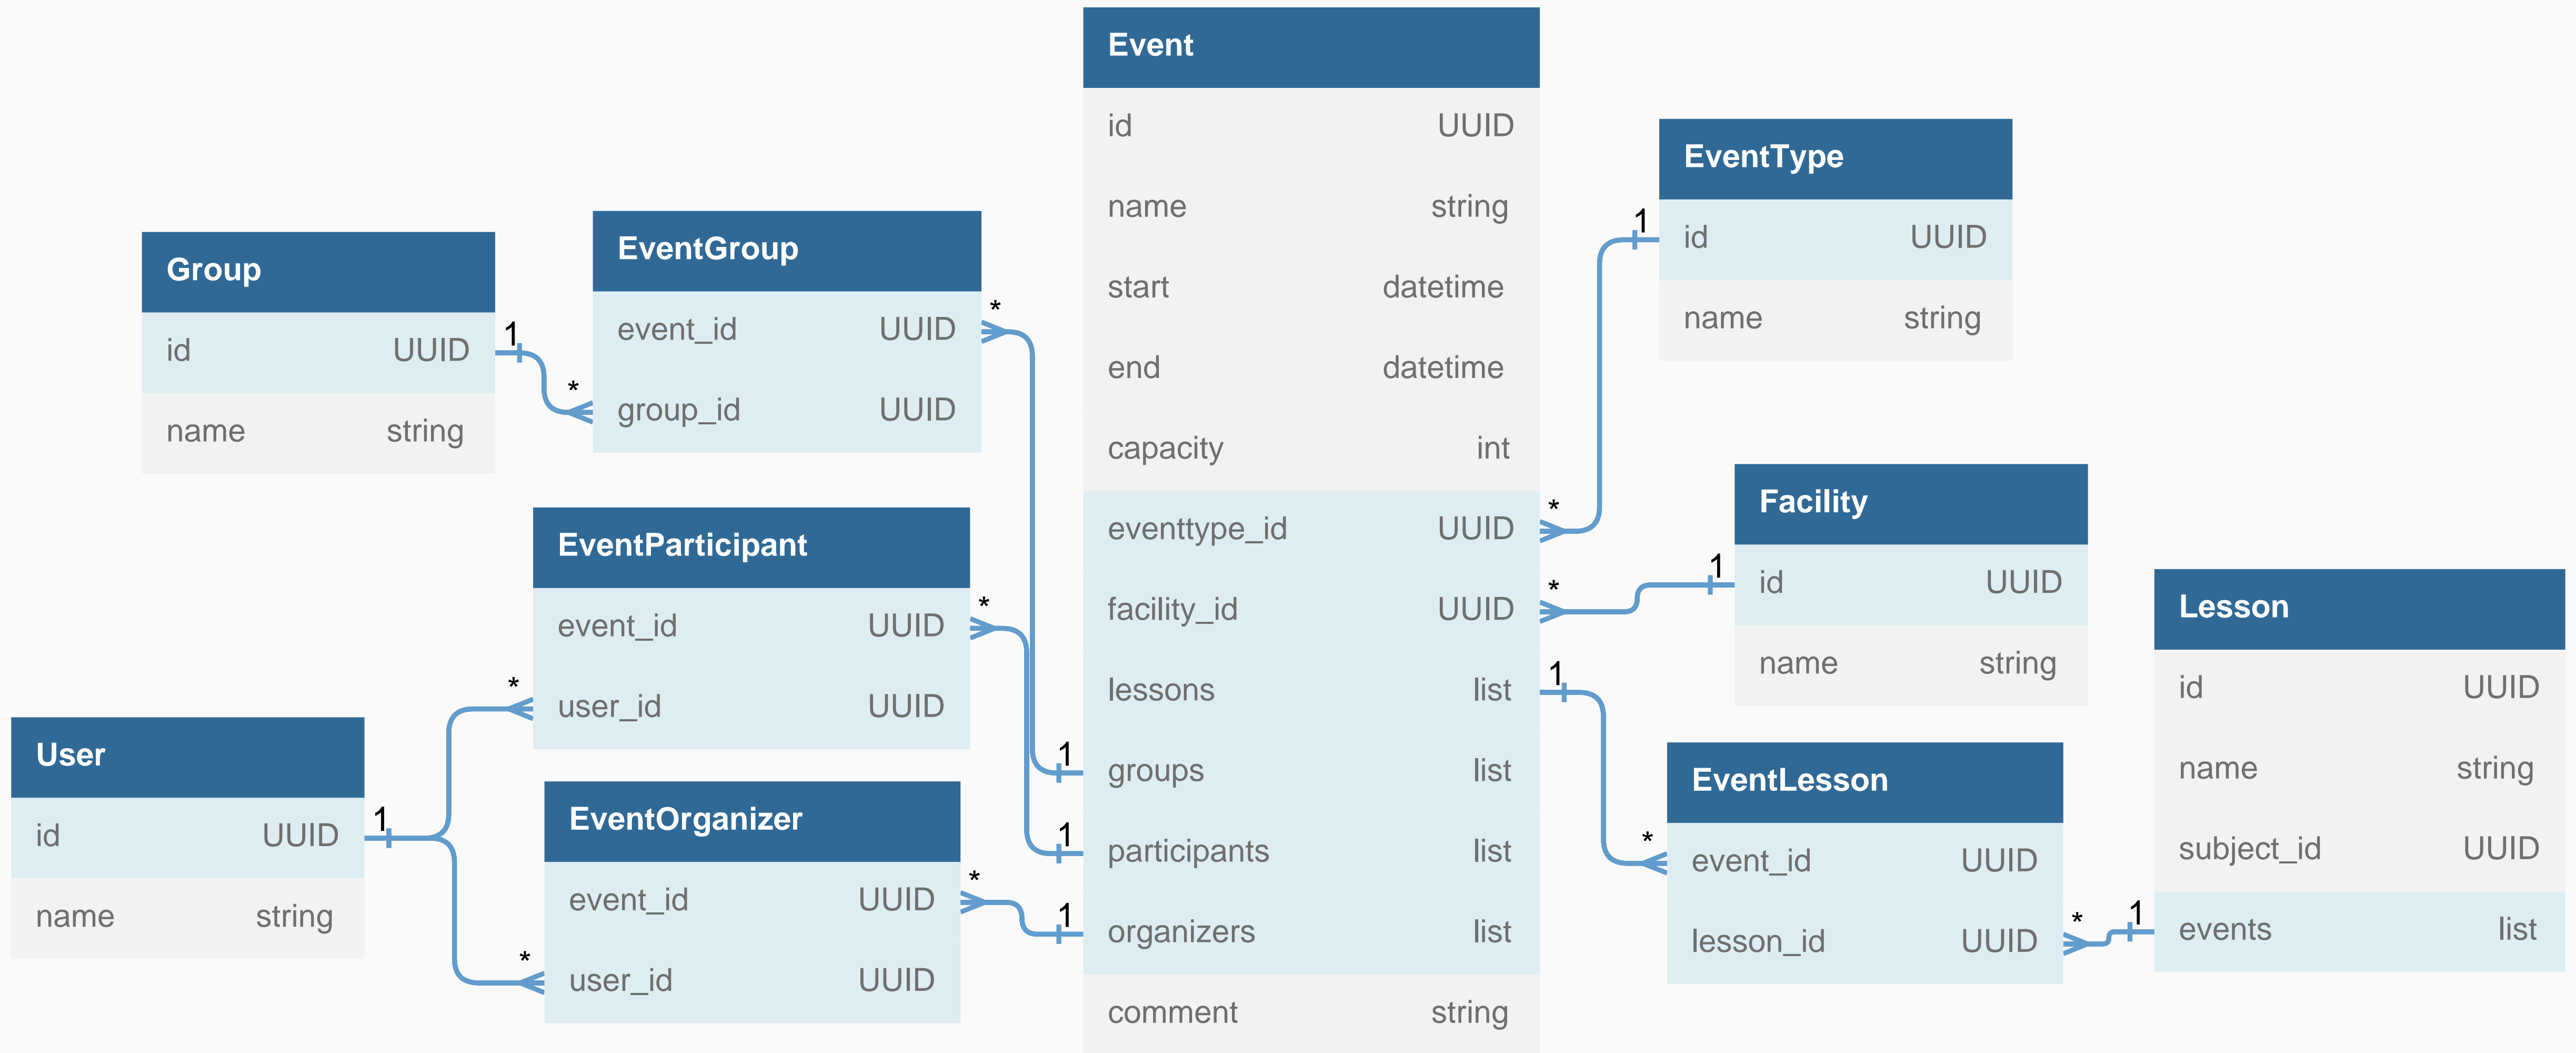 Event
id UUID
name string
start datetime
end datetime
capacity int
eventtype_id UUID
facility_id UUID
lessons list
groups list
participants list
organizers list
comment string
Group
id UUID
name string
EventGroup
event_id UUID
group_id UUID
EventParticipant
event_id UUID
user_id UUID
User
id UUID
name string
EventOrganizer
event_id UUID
user_id UUID
EventType
id UUID
name string
Facility
id UUID
name string
EventLesson
event_id UUID
lesson_id UUID
Lesson
id UUID
name string
subject_id UUID
events list
1
*
*
1
*
1
1
*
*
*
1
1
*
*
1
1
*
*
1